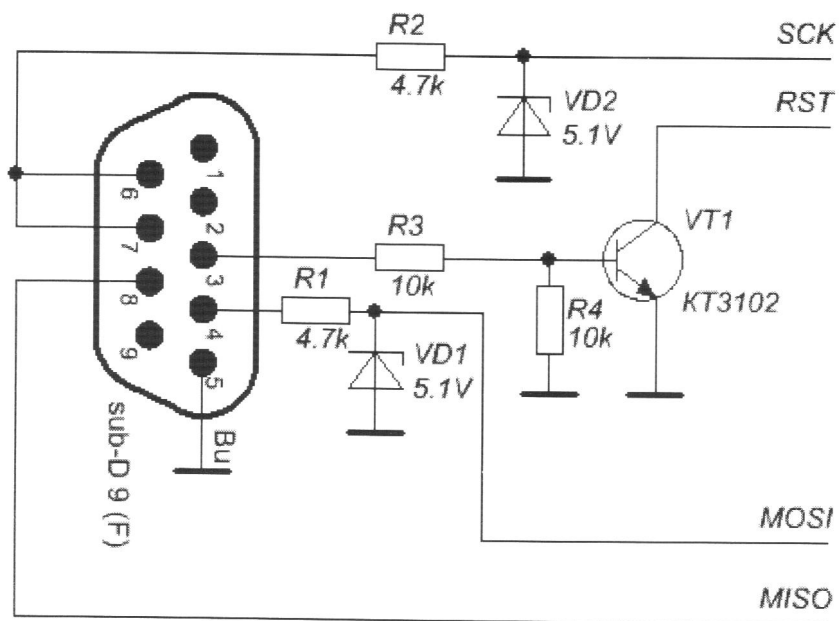 R2
4.7k
SCK
VD2
5.1V
RST
1
6
2
7
3
8
4
9
5
R3
10k
VT1
KT3102
R1
4.7k
R4
10k
VD1
5.1V
Bu
sub-D 9 (F)
MOSI
MISO